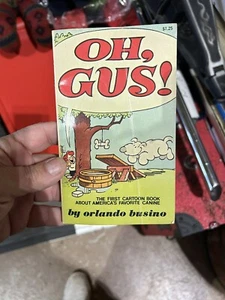 $1.25
OH,
GUS!
THE FIRST CARTOON BOOK
ABOUT AMERICA'S FAVORITE CANINE
by orlando busino